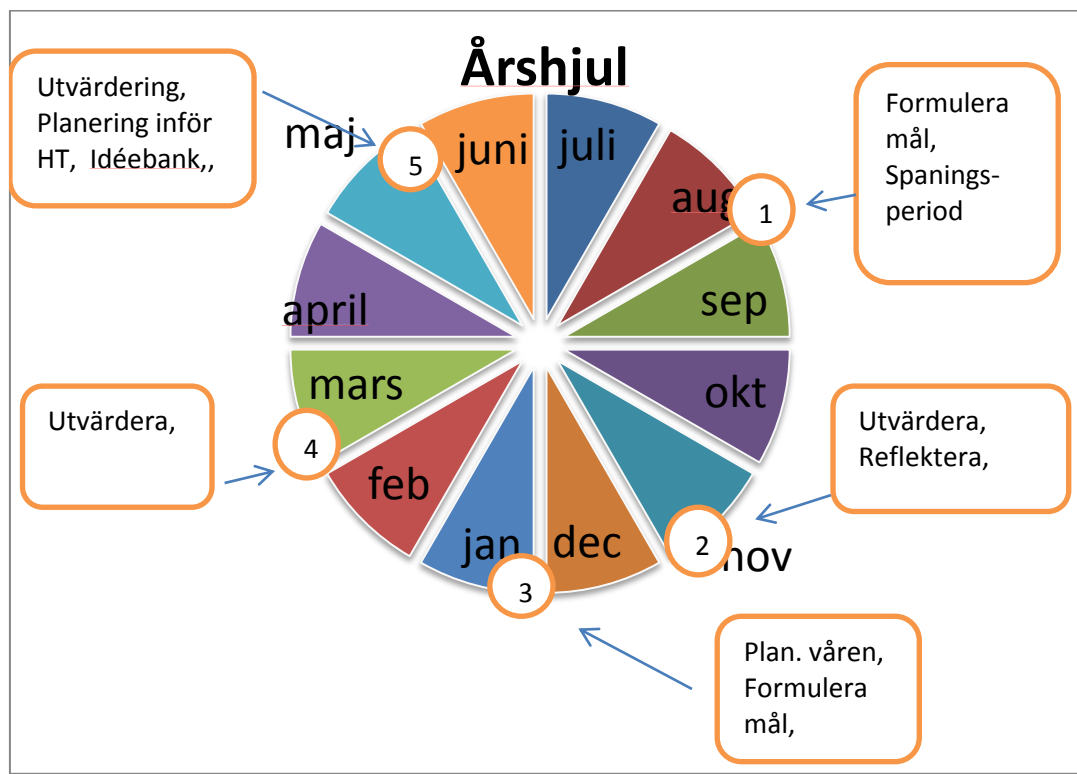 Årshjul
Utvärdering,
Planering inför
HT, Idéebank,,
Formulera
mål,
Spanings-
period
maj
5
juni
juli
aug
1
april
sep
mars
okt
Utvärdera,
4
Utvärdera,
Reflektera,
feb
jan
dec
2
nov
3
Plan. våren,
Formulera
mål,